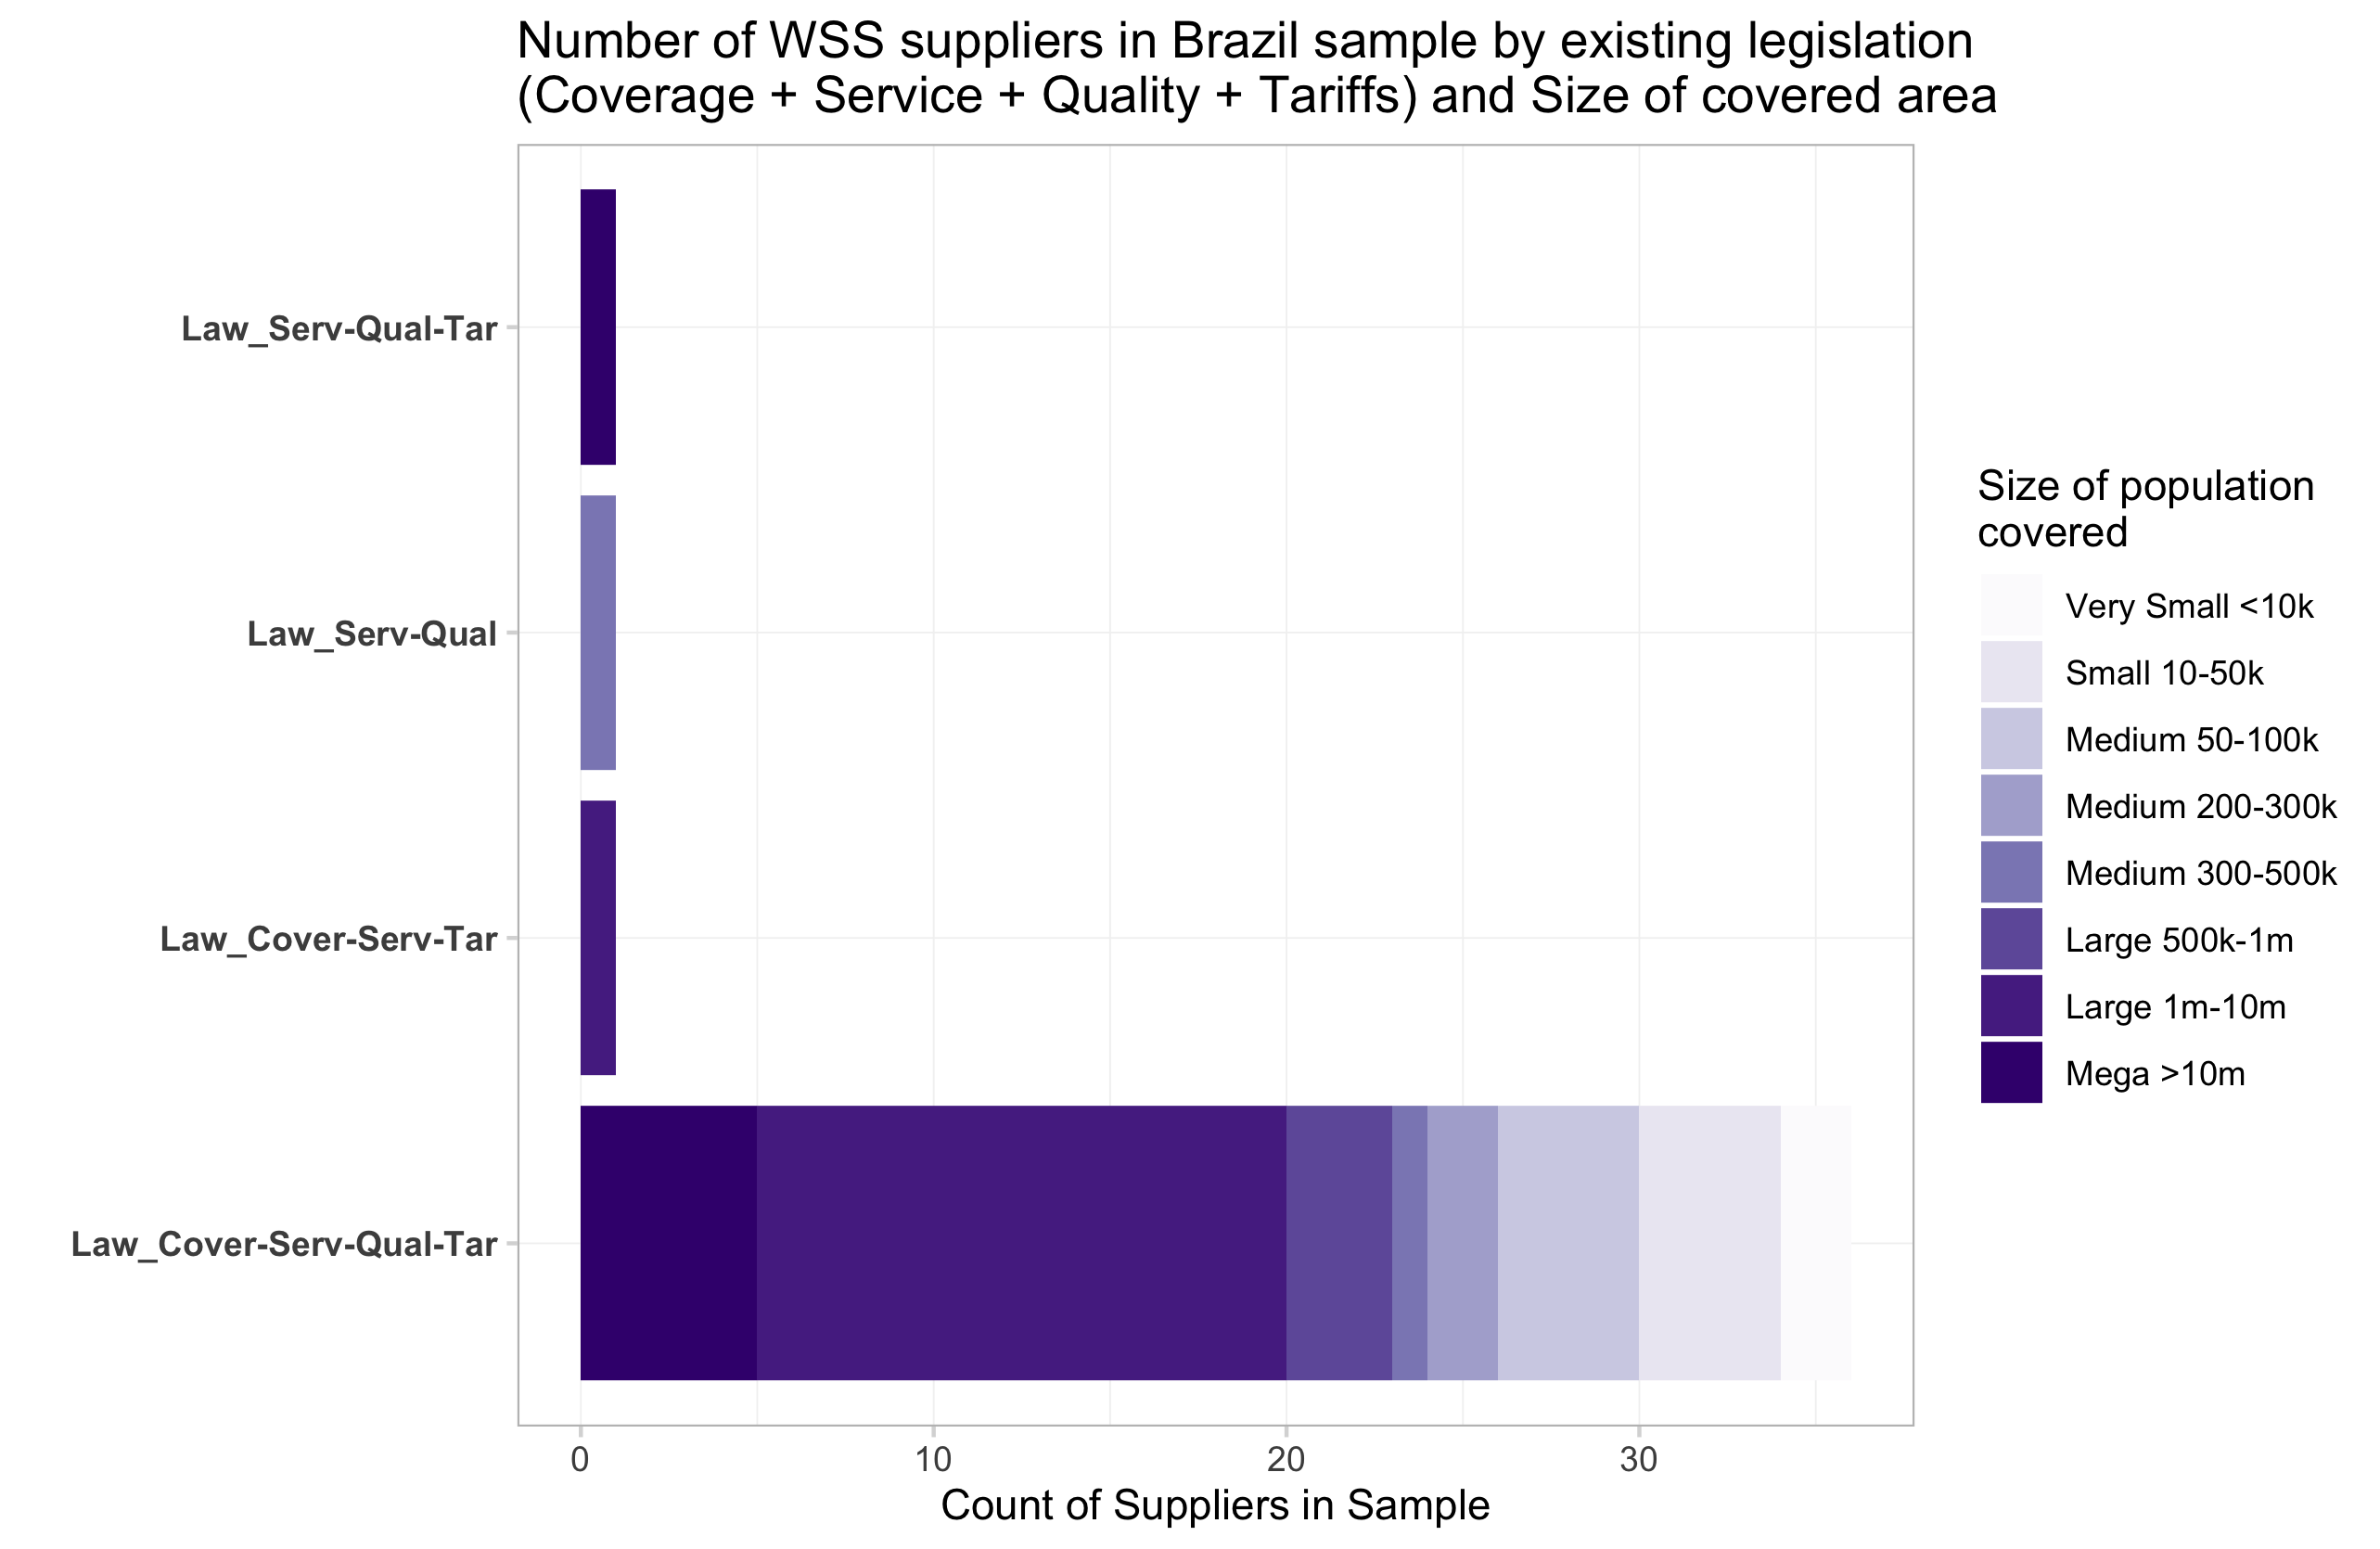 Number of WSS suppliers in Brazil sample by existing legislation
(Coverage + Service + Quality + Tariffs) and Size of covered area
Law_Serv-Qual-Tar
Law_Serv-Qual
Law_Cover-Serv-Tar
Law_Cover-Serv-Qual-Tar
0
10
20
30
Count of Suppliers in Sample
Size of population
covered
Very Small <10k
Small 10-50k
Medium 50-100k
Medium 200-300k
Medium 300-500k
Large 500k-1m
Large 1m-10m
Mega >10m